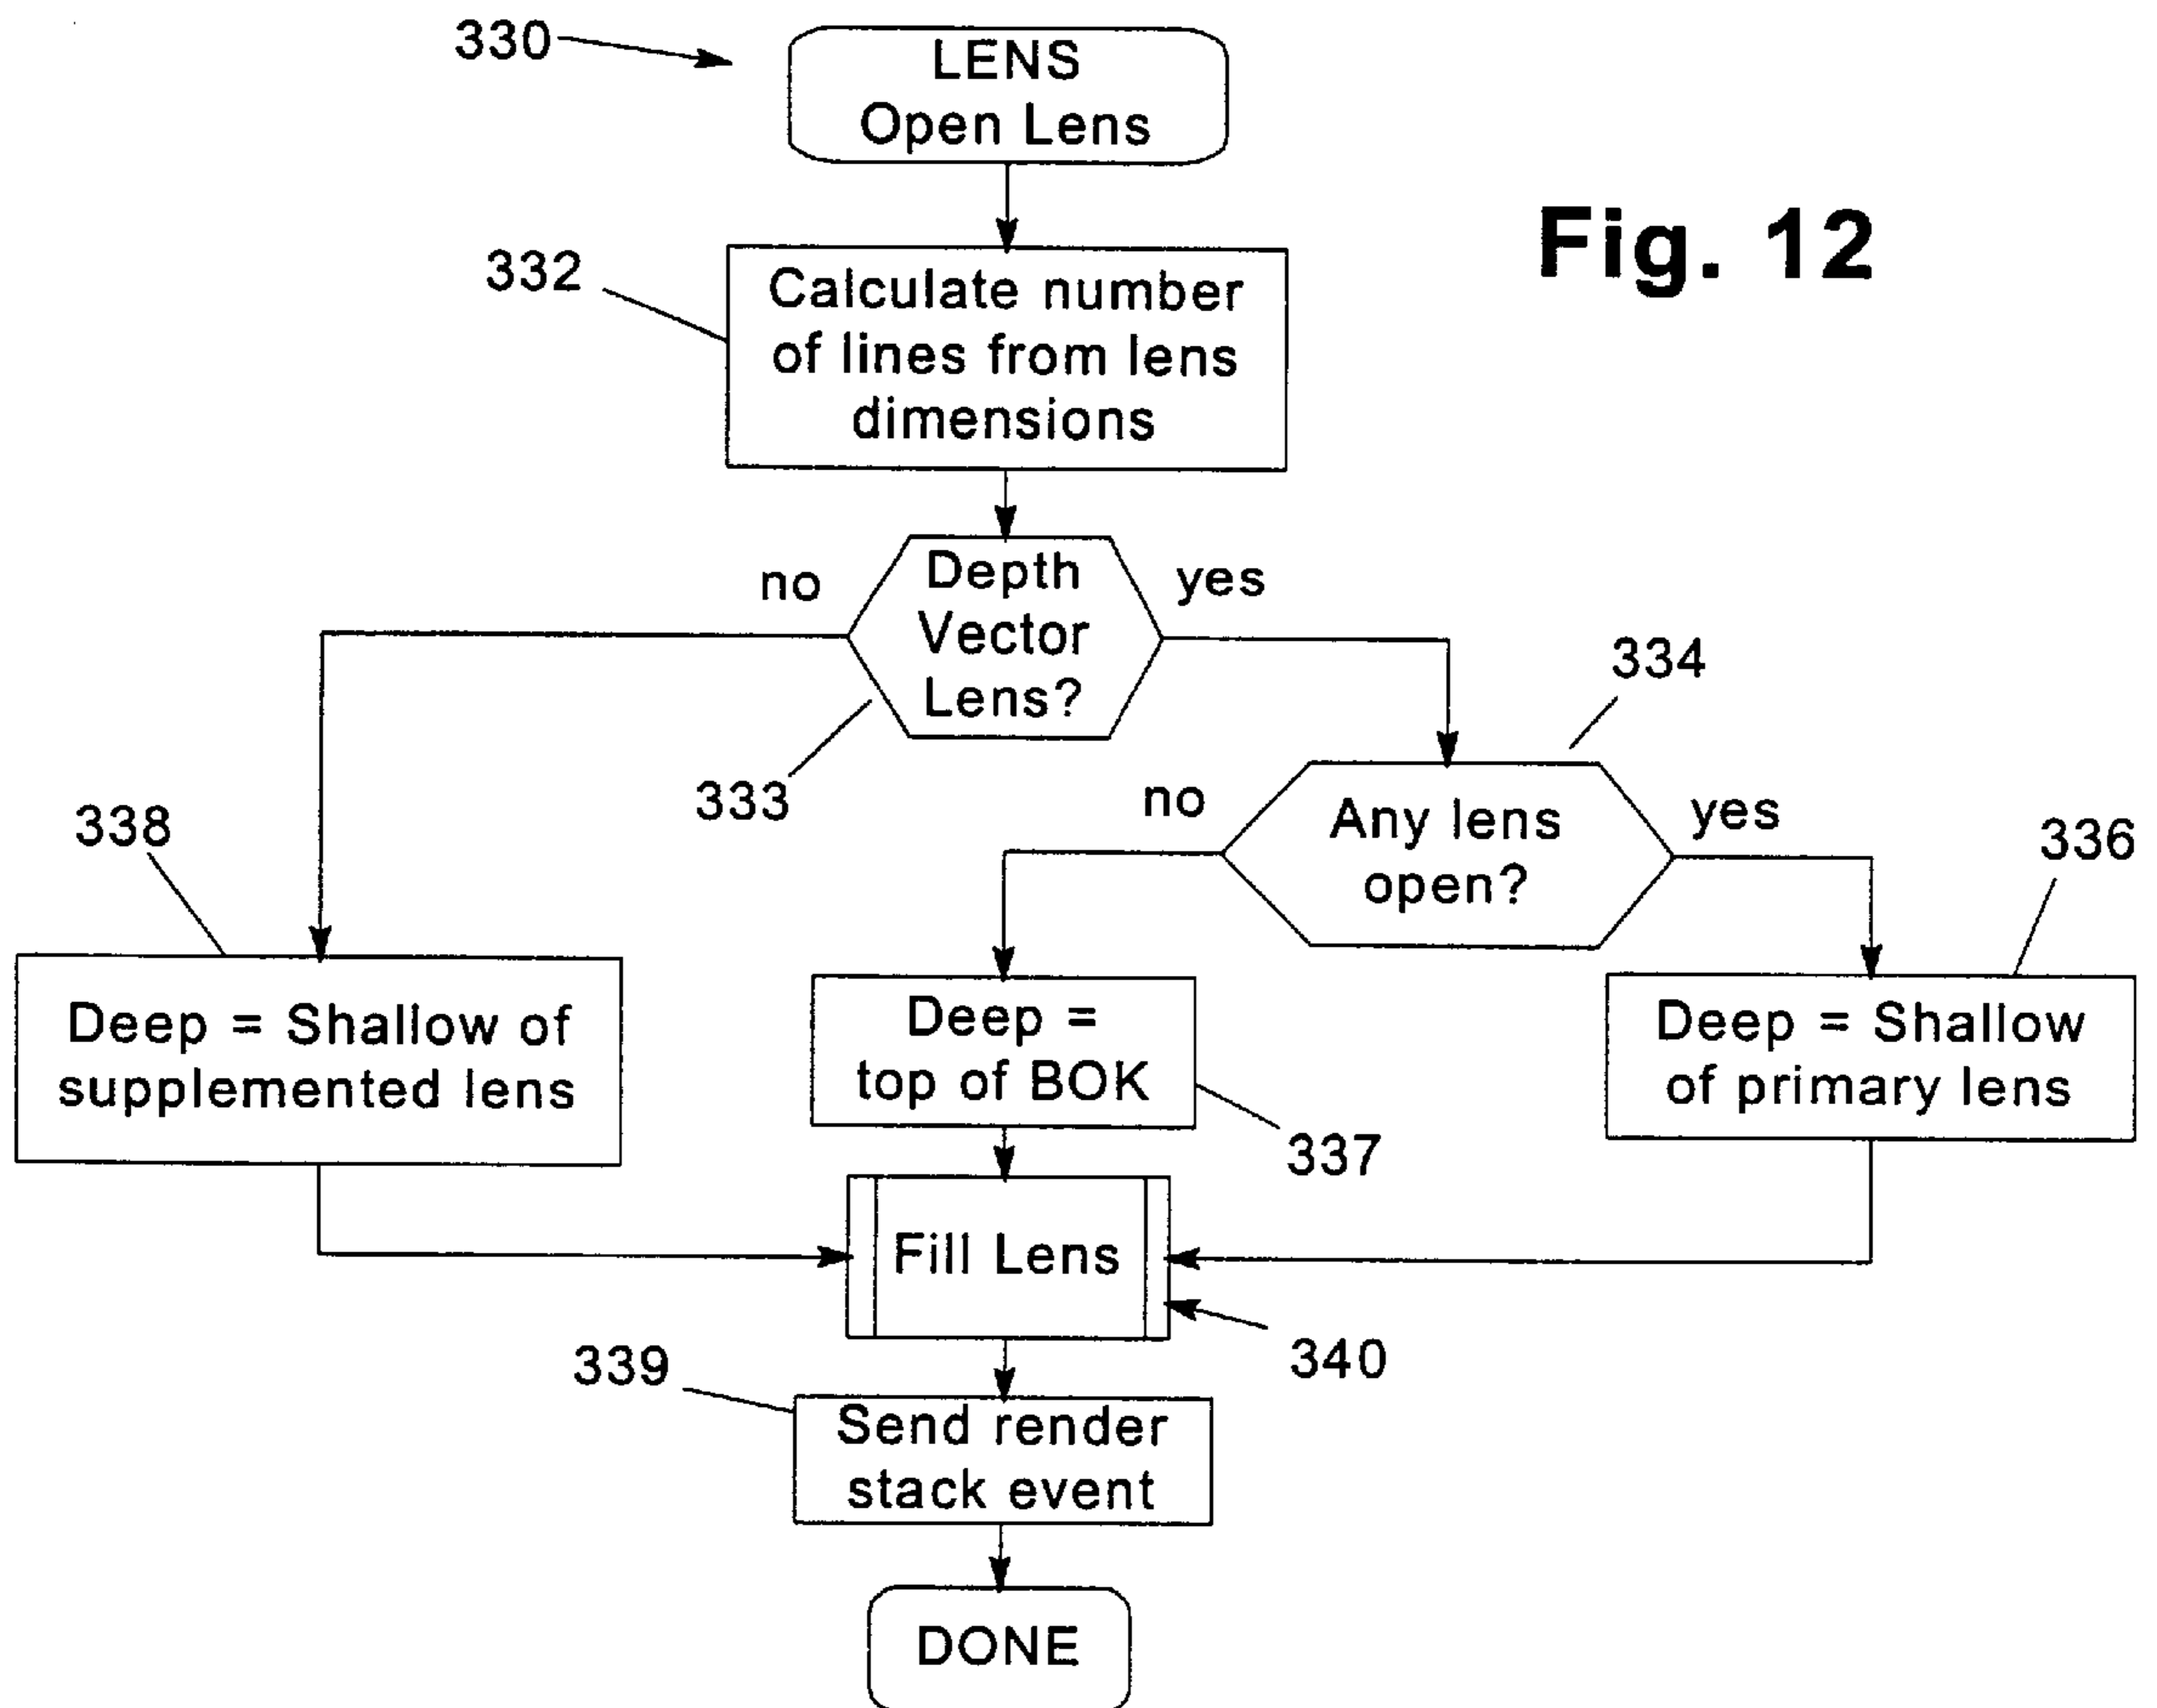 330
LENS
Open Lens
Fig. 12
332
Calculate number
of lines from lens
dimensions
no
Depth
Vector
Lens?
yes
333
334
338
no
Any lens
open?
yes
336
Deep = Shallow of
supplemented lens
Deep =
top of BOK
337
Deep = Shallow
of primary lens
Fill Lens
340
339
Send render
stack event
DONE